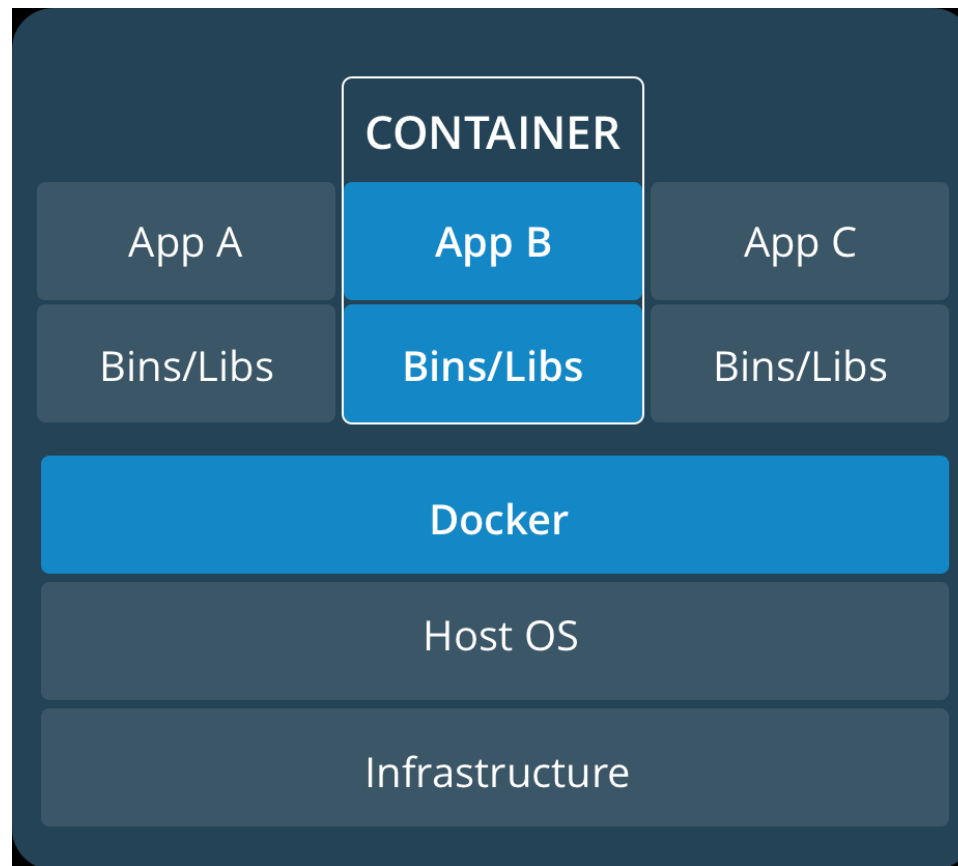 CONTAINER
App A
App B
App C
Bins/Libs
Bins/Libs
Bins/Libs
Docker
Host OS
Infrastructure